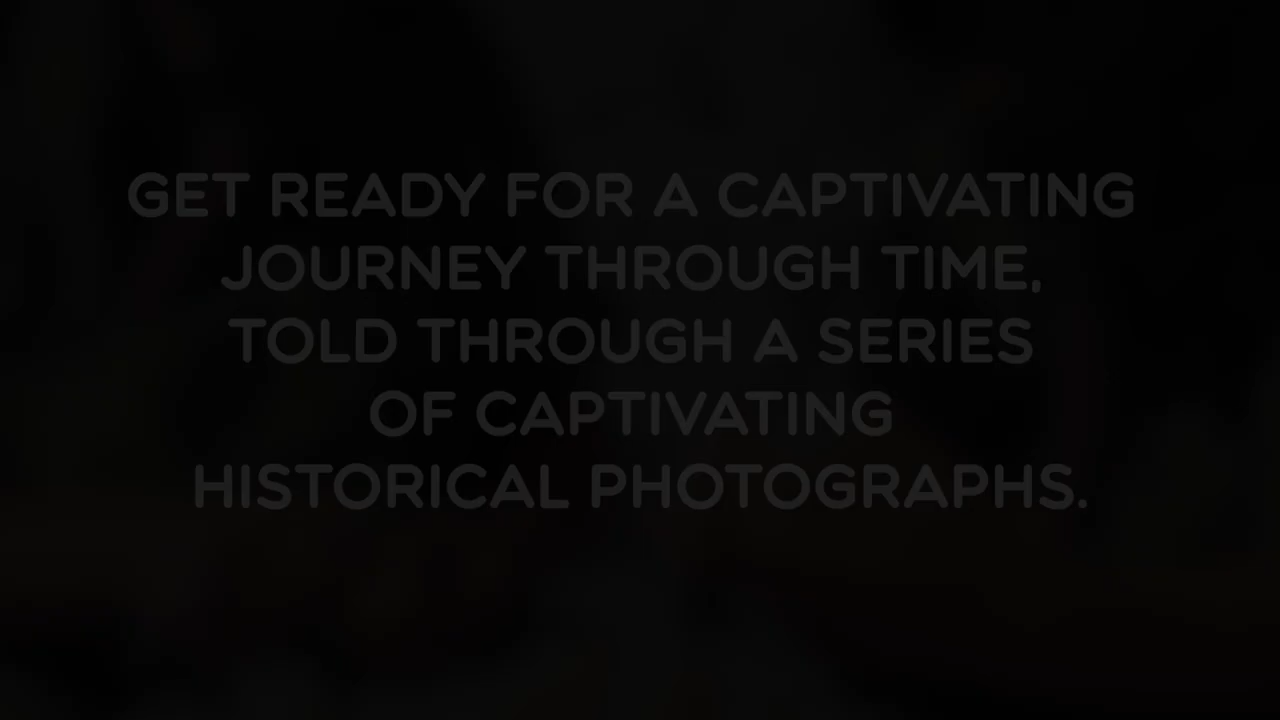 GET READY FOR A CAPTIVATING
JOURNEY THROUGH TIME,
TOLD THROUGH A SERIES
OF CAPTIVATING
HISTORICAL PHOTOGRAPHS.